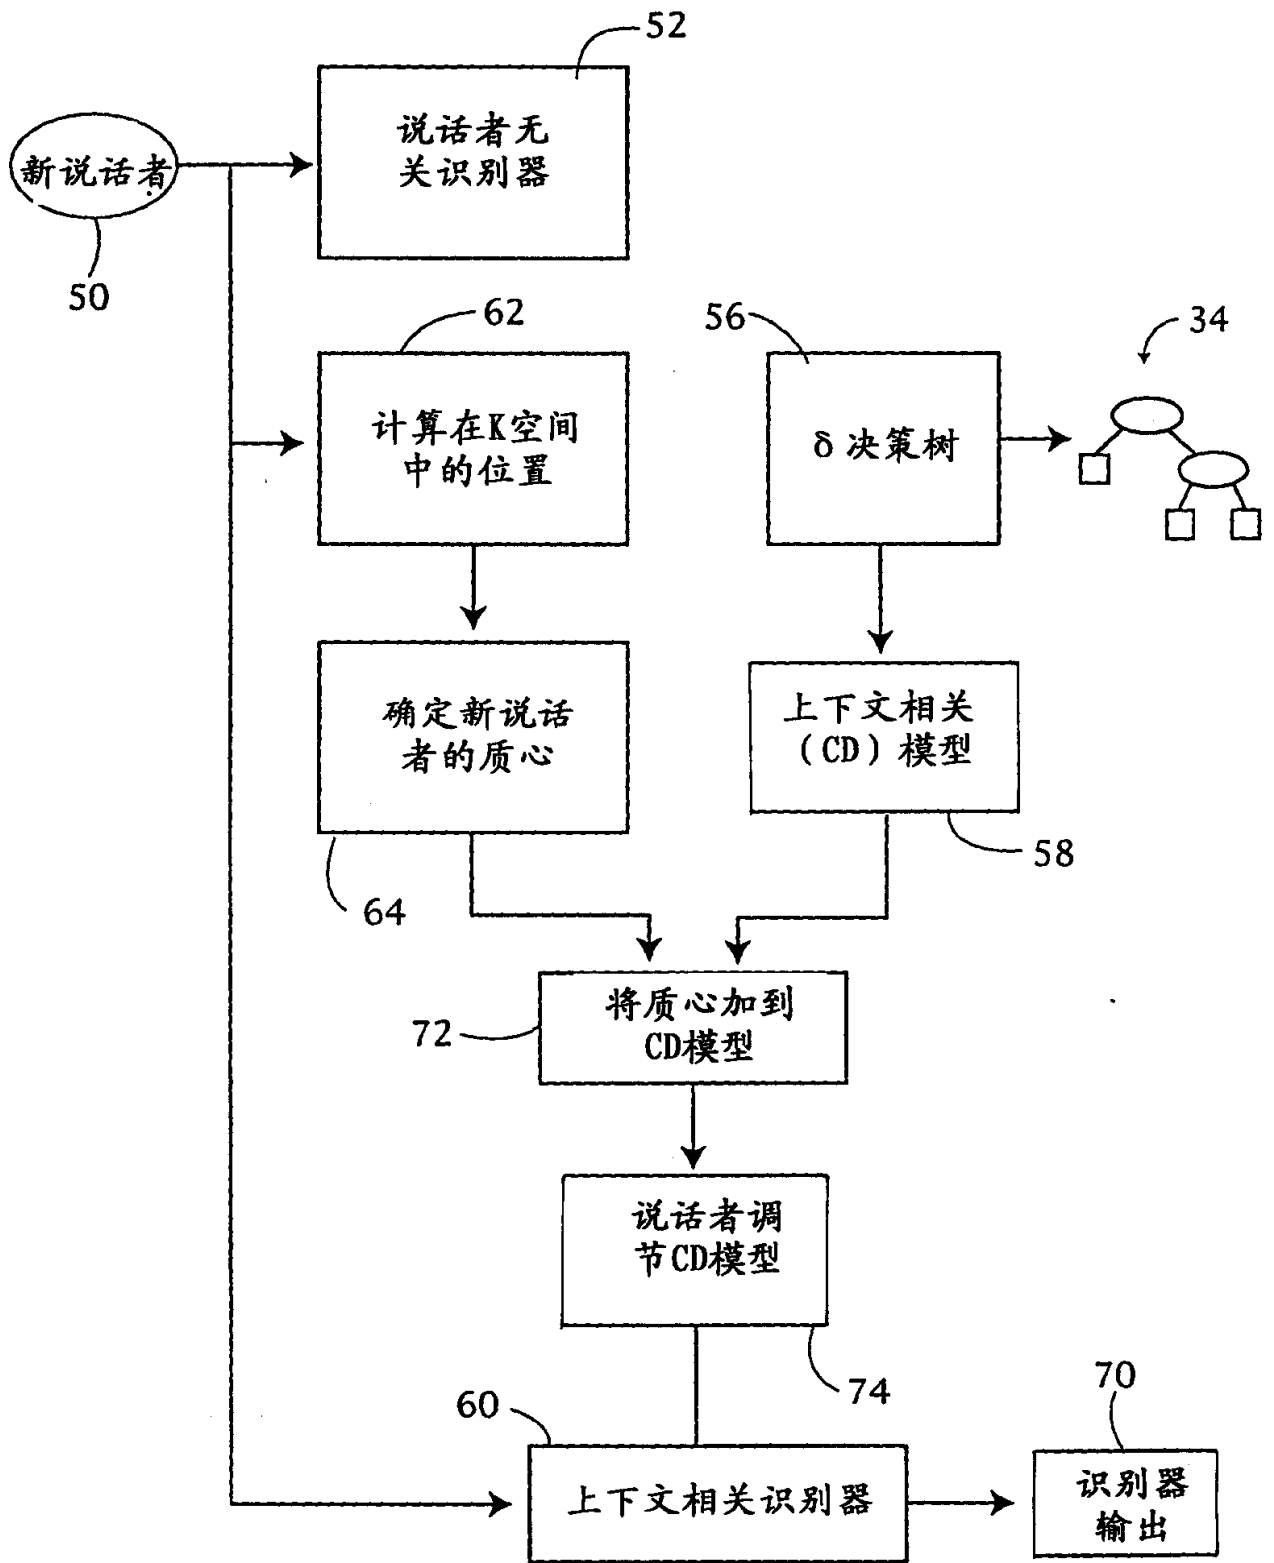 52
说话者无
关识别器
新说话者
50
62
计算在K空间
中的位置
56
δ决策树
34
确定新说话
者的质心
64
上下文相关
(CD)模型
58
72
将质心加到
CD模型
说话者调
节CD模型
74
60
上下文相关识别器
70
识别器
输出